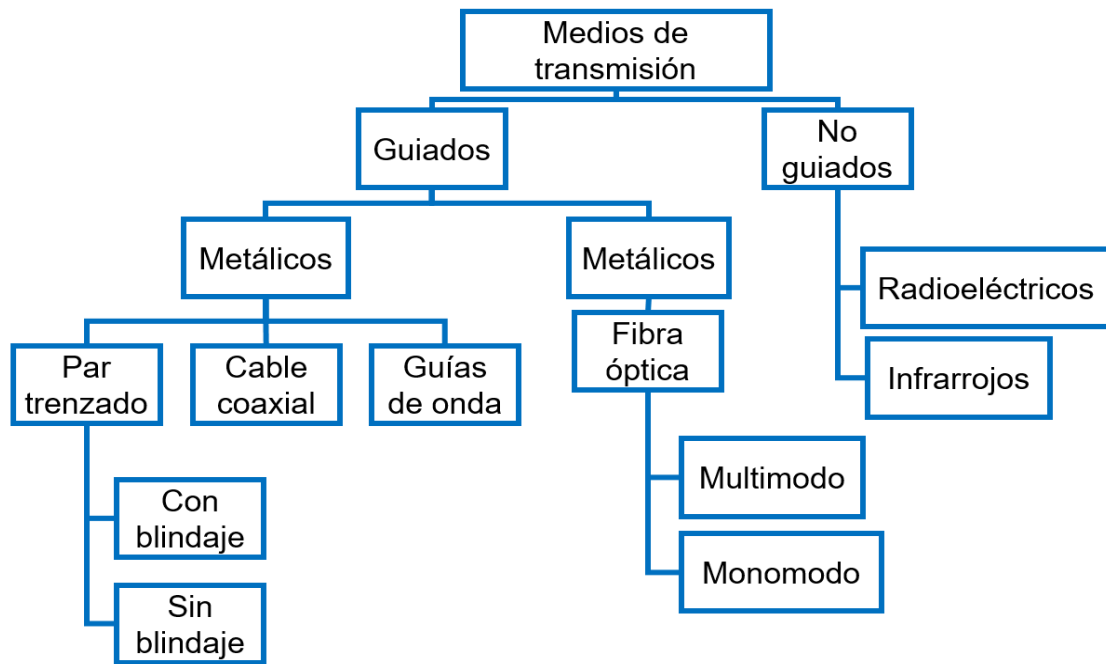 Medios de
transmisión
Guiados
No
guiados
Metálicos
Metálicos
Radioeléctricos
Fibra
óptica
Par
trenzado
Cable
coaxial
Guías
de onda
Infrarrojos
Multimodo
Con
blindaje
Monomodo
Sin
blindaje